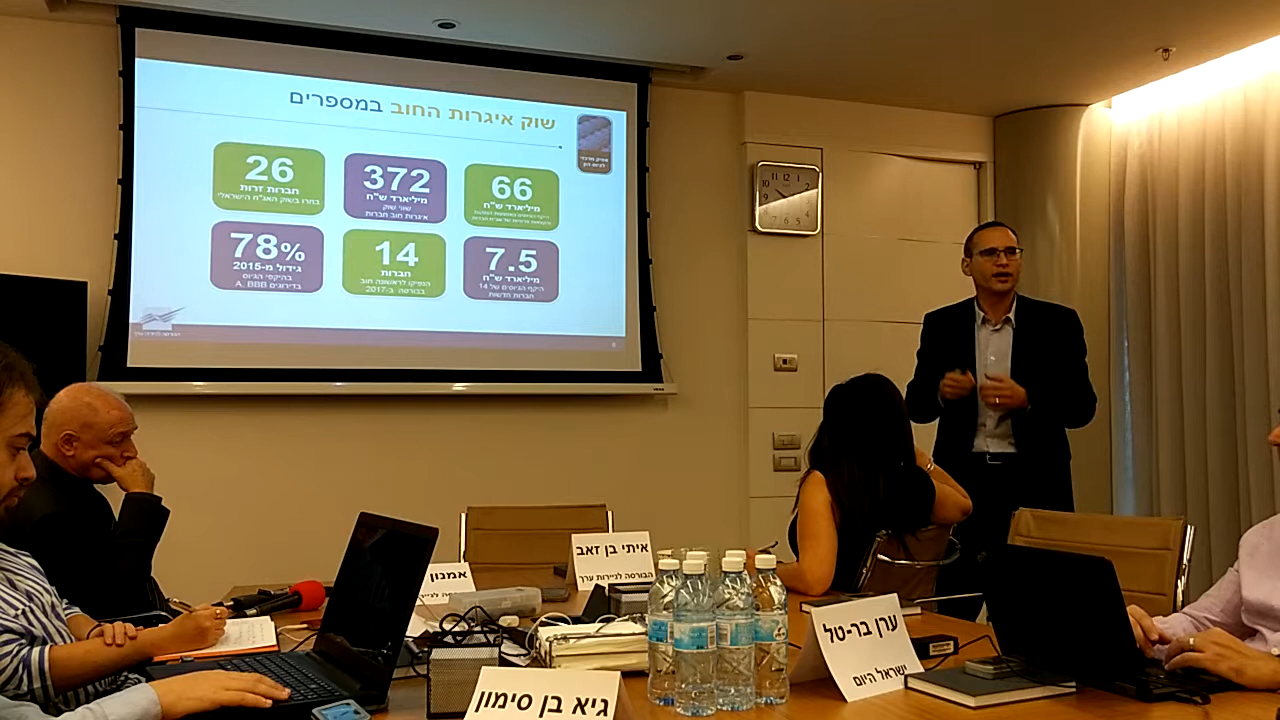 שוק איגרות החוב במספרים
66
מיליארד ש"ח
372
מיליארד ש"ח
שווי שוק
איגרות חוב חברות
26
חברות זרות
בחרו בשוק האג"ח הישראלי
7.5
מיליארד ש"ח
היקף הגיוסים של 14
חברות חדשות
14
חברות
הנפיקו לראשונה חוב
בבורסה ב-2017
78%
גידול מ-2015
בהיקפי הגיוס
בדירוגים A, BBB
12
איתי בן זאב
הבורסה לניירות ערך
אמנון
ערן בר-טל
ישראל היום
גיא בן סימון